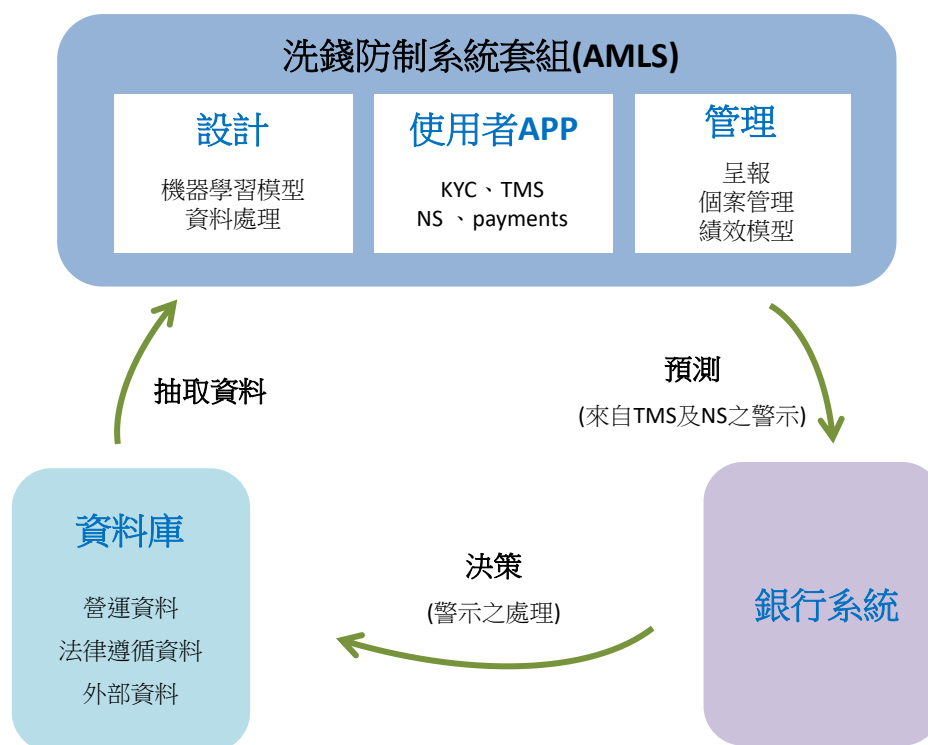 洗錢防制系統套組(AMLS)
設計
機器學習模型
資料處理
使用者APP
KYC、TMS
NS 、payments
管理
呈報
個案管理
績效模型
抽取資料
預測
(來自TMS及NS之警示)
資料庫
營運資料
法律遵循資料
外部資料
決策
(警示之處理)
銀行系統